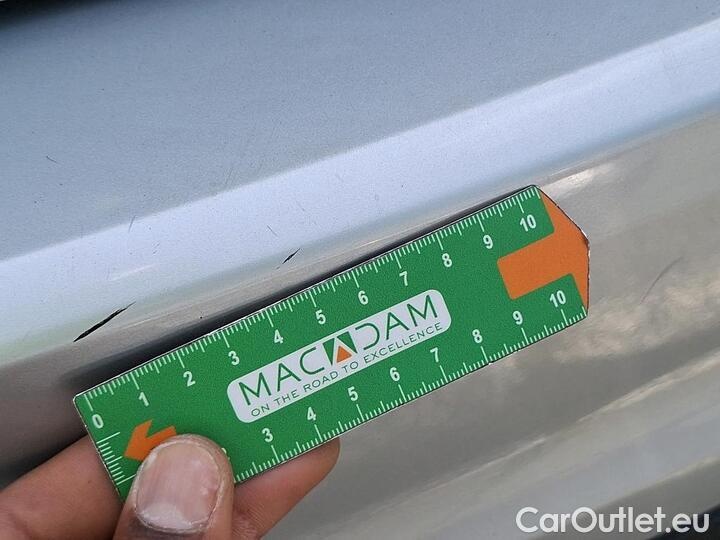 0 1 2 3 4 5 6 7 8 9 10
MACADAM
ON THE ROAD TO EXCELLENCE
3 4 5 6 7 8 9 10
CarOutlet.eu